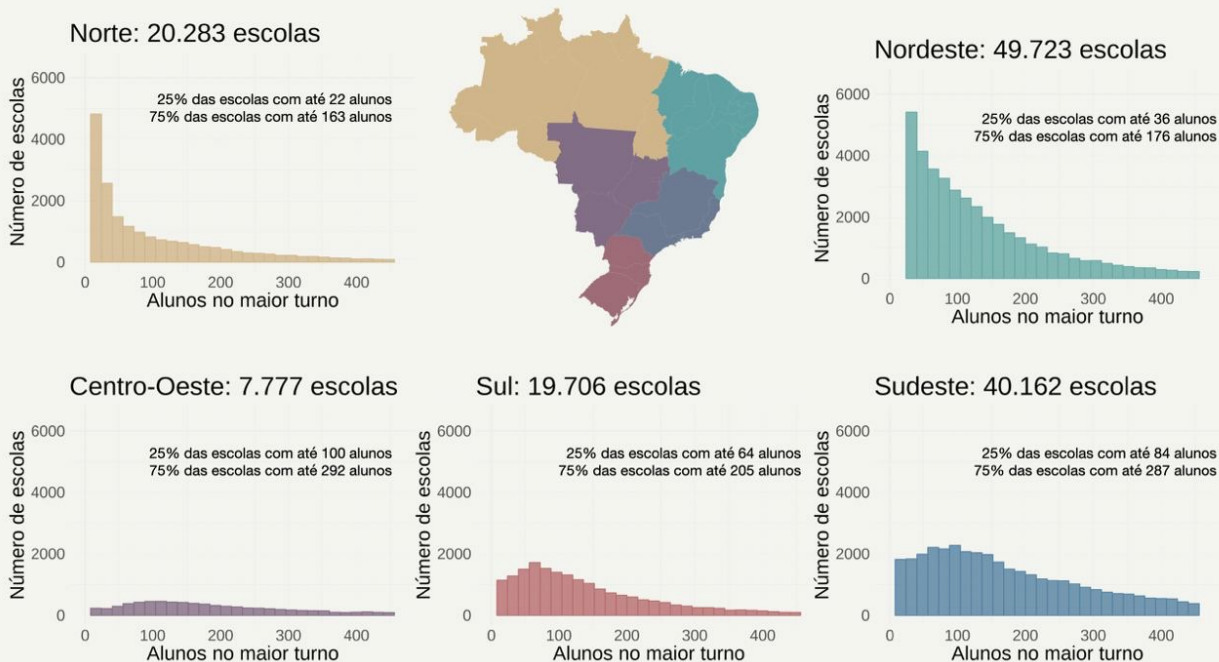 Norte: 20.283 escolas
Número de escolas
6000
4000
2000
0
25% das escolas com até 22 alunos
75% das escolas com até 163 alunos
0 100 200 300 400
Alunos no maior turno
Nordeste: 49.723 escolas
Número de escolas
6000
4000
2000
0
25% das escolas com até 36 alunos
75% das escolas com até 176 alunos
0 100 200 300 400
Alunos no maior turno
Centro-Oeste: 7.777 escolas
Número de escolas
6000
4000
2000
0
25% das escolas com até 100 alunos
75% das escolas com até 292 alunos
0 100 200 300 400
Alunos no maior turno
Sul: 19.706 escolas
Número de escolas
6000
4000
2000
0
25% das escolas com até 64 alunos
75% das escolas com até 205 alunos
0 100 200 300 400
Alunos no maior turno
Sudeste: 40.162 escolas
Número de escolas
6000
4000
2000
0
25% das escolas com até 84 alunos
75% das escolas com até 287 alunos
0 100 200 300 400
Alunos no maior turno